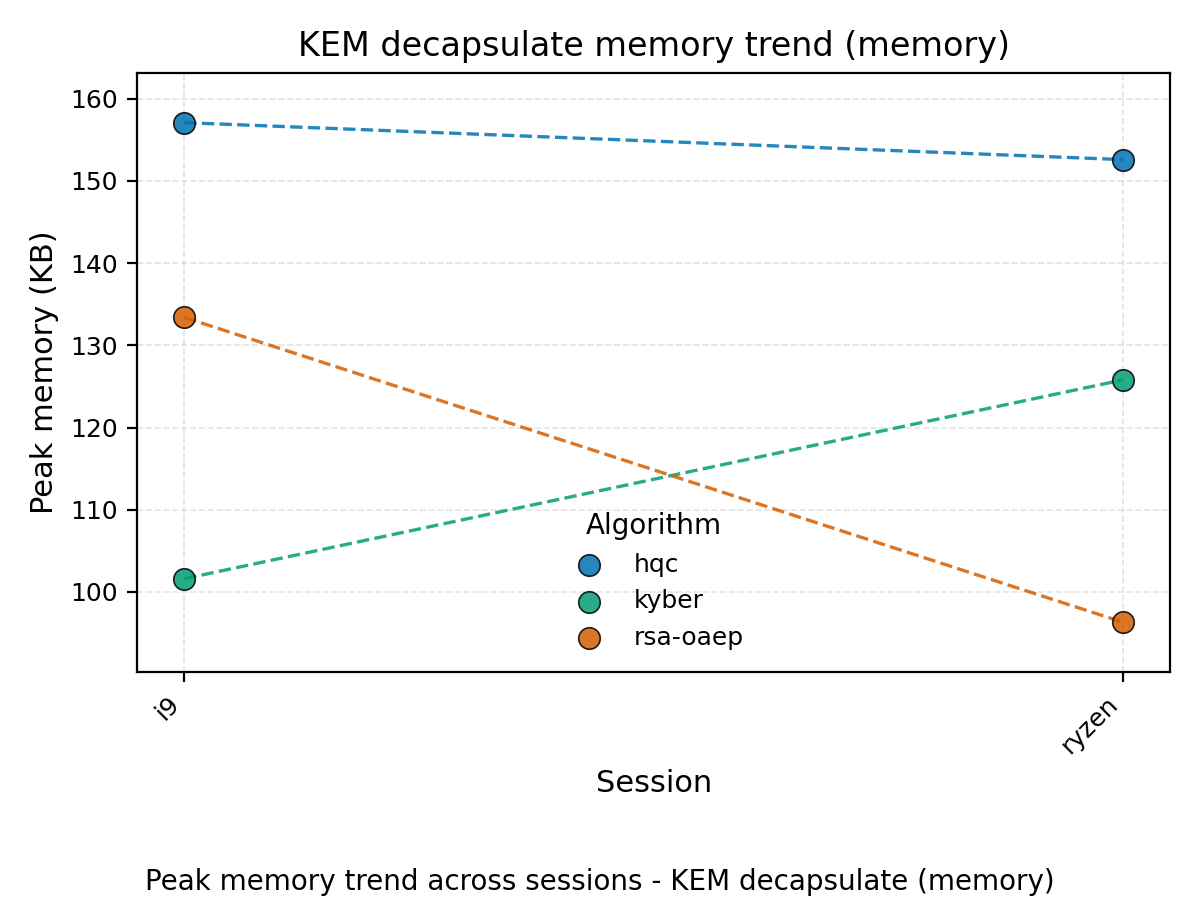 KEM decapsulate memory trend (memory)
Peak memory (KB)
160
150
140
130
120
110
100
Algorithm
hqc
kyber
rsa-oaep
i9
ryzen
Session
Peak memory trend across sessions - KEM decapsulate (memory)